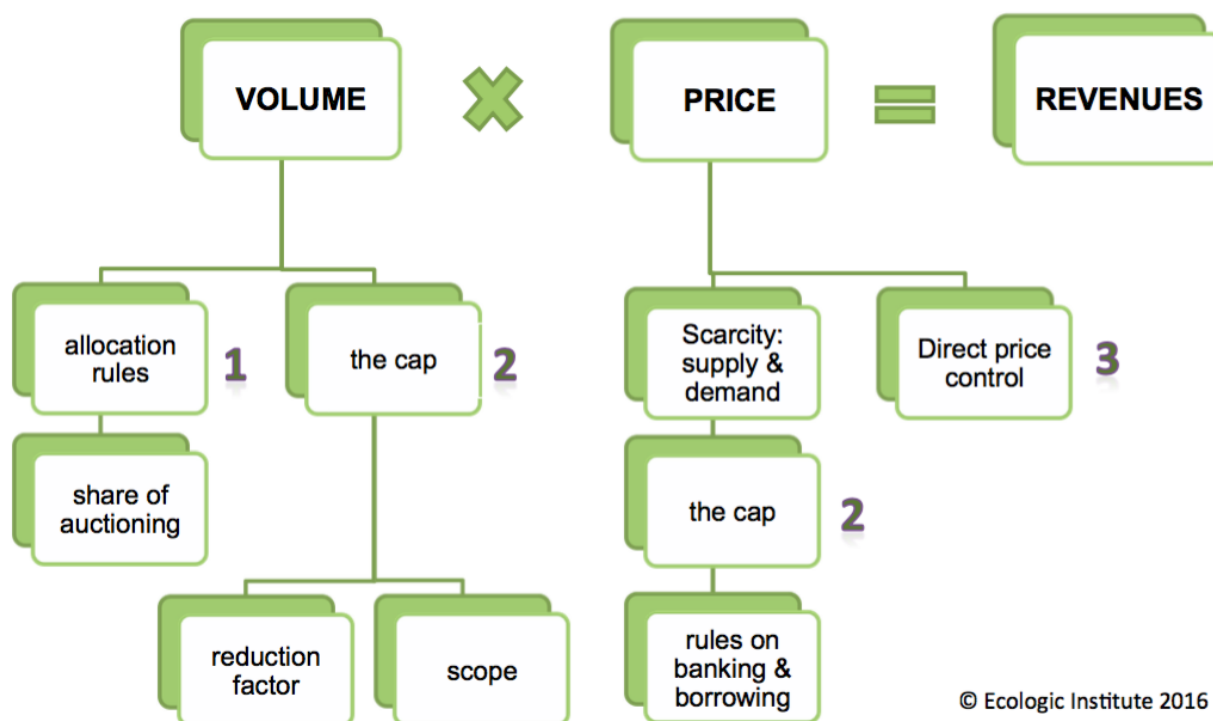 VOLUME
PRICE
REVENUES
allocation
rules
1
the cap
2
Scarcity:
supply &
demand
Direct price
control
3
share of
auctioning
the cap
2
reduction
factor
scope
rules on
banking &
borrowing
© Ecologic Institute 2016